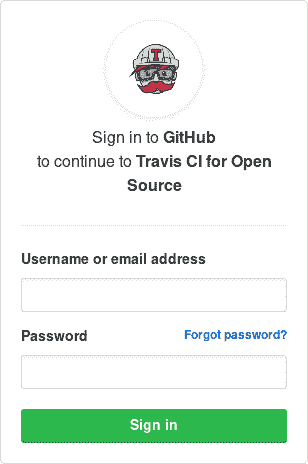 T
Sign in to GitHub
to continue to Travis CI for Open
Source
Username or email address
Password Forgot password?
Sign in